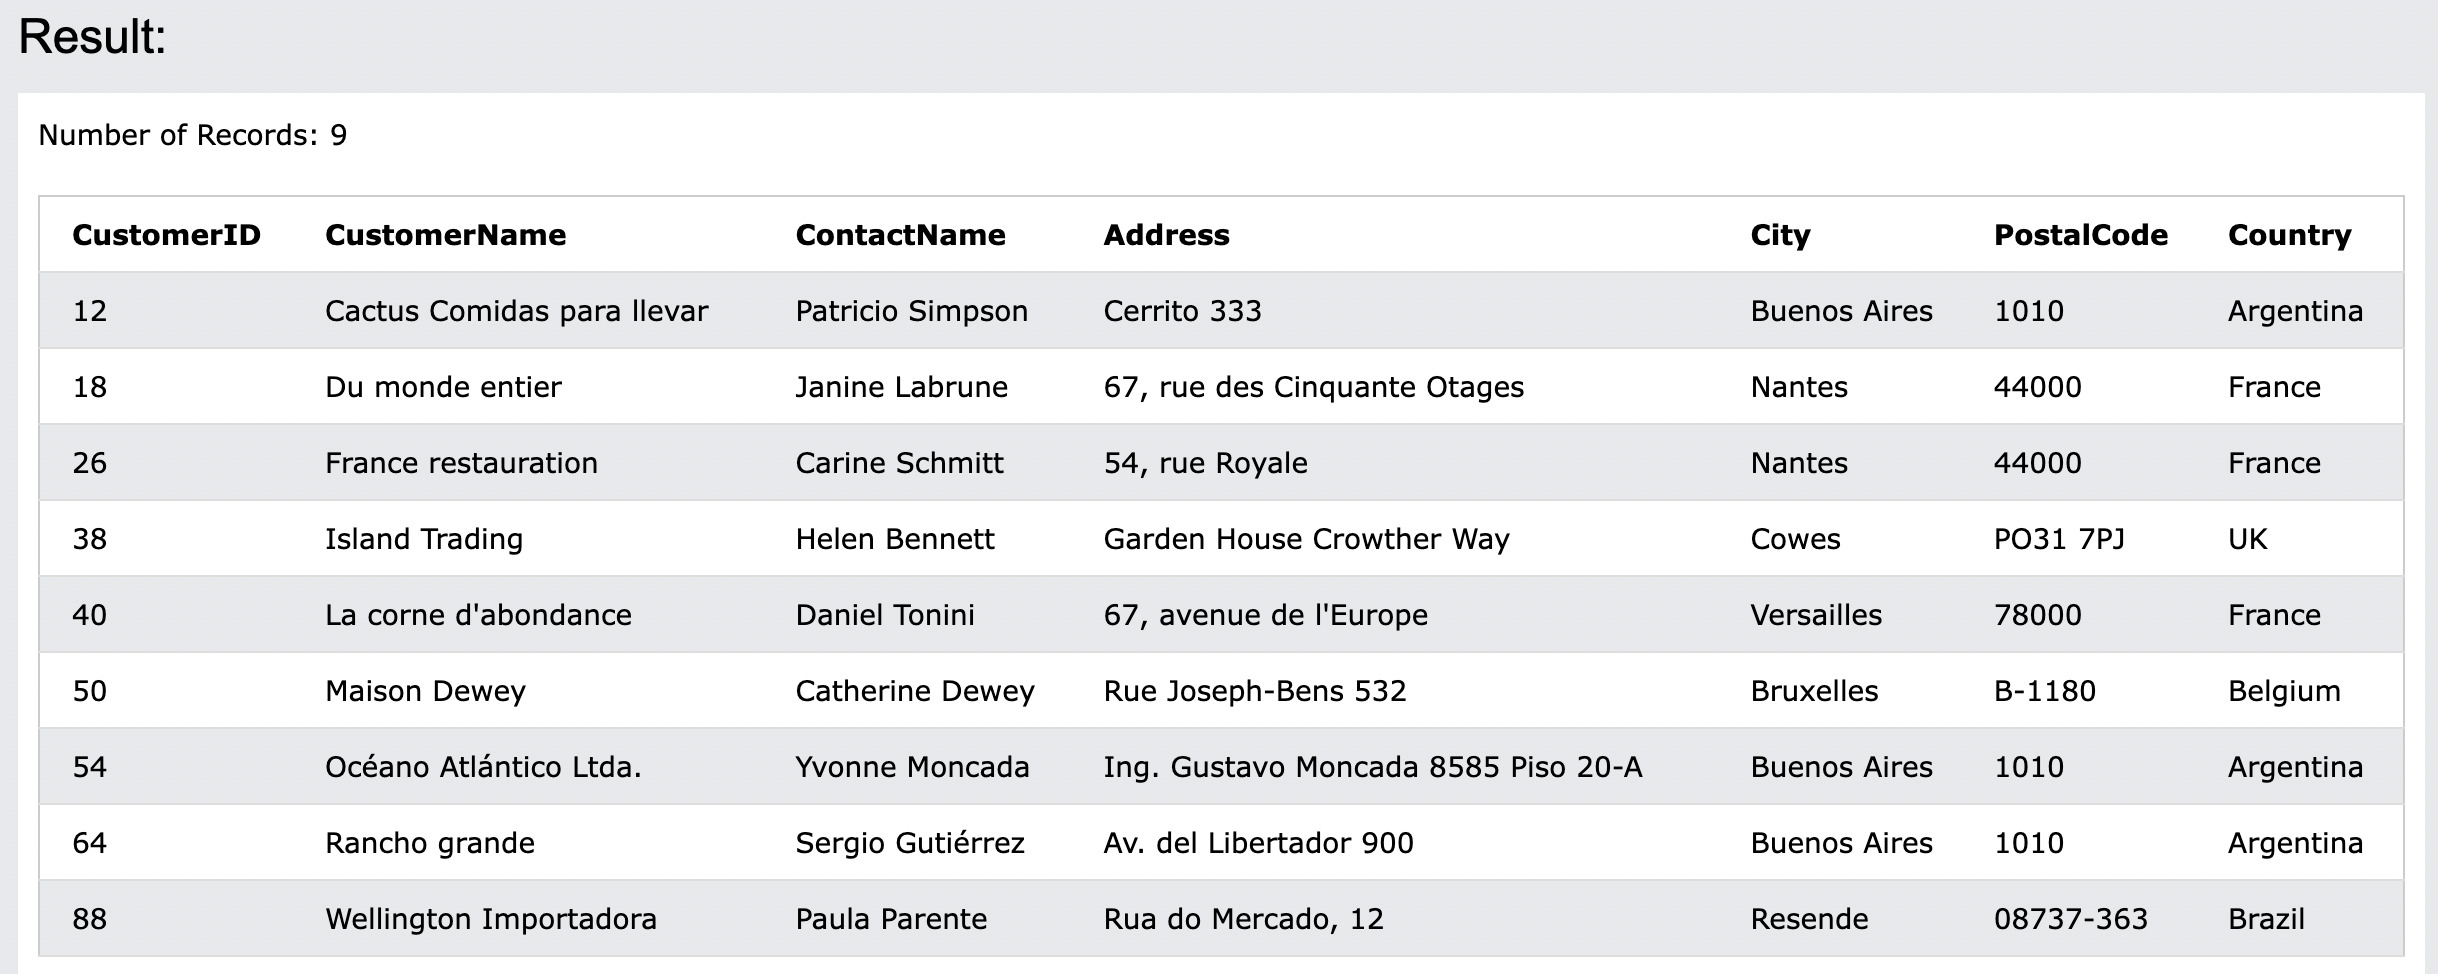 Result:
Number of Records: 9
CustomerID CustomerName ContactName Address City PostalCode Country
12 Cactus Comidas para llevar Patricio Simpson Cerrito 333 Buenos Aires 1010 Argentina
18 Du monde entier Janine Labrune 67, rue des Cinquante Otages Nantes 44000 France
26 France restauration Carine Schmitt 54, rue Royale Nantes 44000 France
38 Island Trading Helen Bennett Garden House Crowther Way Cowes PO31 7PJ UK
40 La corne d'abondance Daniel Tonini 67, avenue de l'Europe Versailles 78000 France
50 Maison Dewey Catherine Dewey Rue Joseph-Bens 532 Bruxelles B-1180 Belgium
54 Océano Atlántico Ltda. Yvonne Moncada Ing. Gustavo Moncada 8585 Piso 20-A Buenos Aires 1010 Argentina
64 Rancho grande Sergio Gutiérrez Av. del Libertador 900 Buenos Aires 1010 Argentina
88 Wellington Importadora Paula Parente Rua do Mercado, 12 Resende 08737-363 Brazil